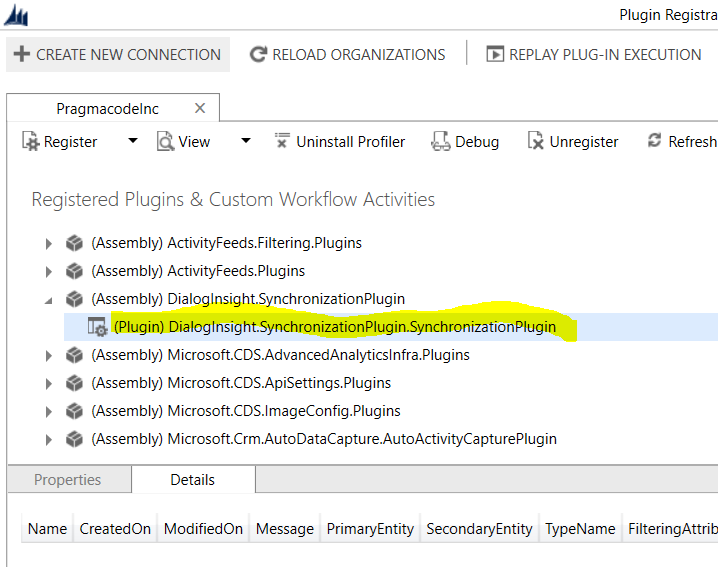 Plugin Registra
CREATE NEW CONNECTION RELOAD ORGANIZATIONS REPLAY PLUG-IN EXECUTION
PragmacodeInc
Register View Uninstall Profiler Debug Unregister Refresh
Registered Plugins & Custom Workflow Activities
(Assembly) ActivityFeeds.Filtering.Plugins
(Assembly) ActivityFeeds.Plugins
(Assembly) DialogInsight.SynchronizationPlugin
(Plugin) DialogInsight.SynchronizationPlugin.SynchronizationPlugin
(Assembly) Microsoft.CDS.AdvancedAnalyticsInfra.Plugins
(Assembly) Microsoft.CDS.ApiSettings.Plugins
(Assembly) Microsoft.CDS.ImageConfig.Plugins
(Assembly) Microsoft.Crm.AutoDataCapture.AutoActivityCapturePlugin
Properties Details
Name CreatedOn ModifiedOn Message PrimaryEntity SecondaryEntity TypeName FilteringAttrib